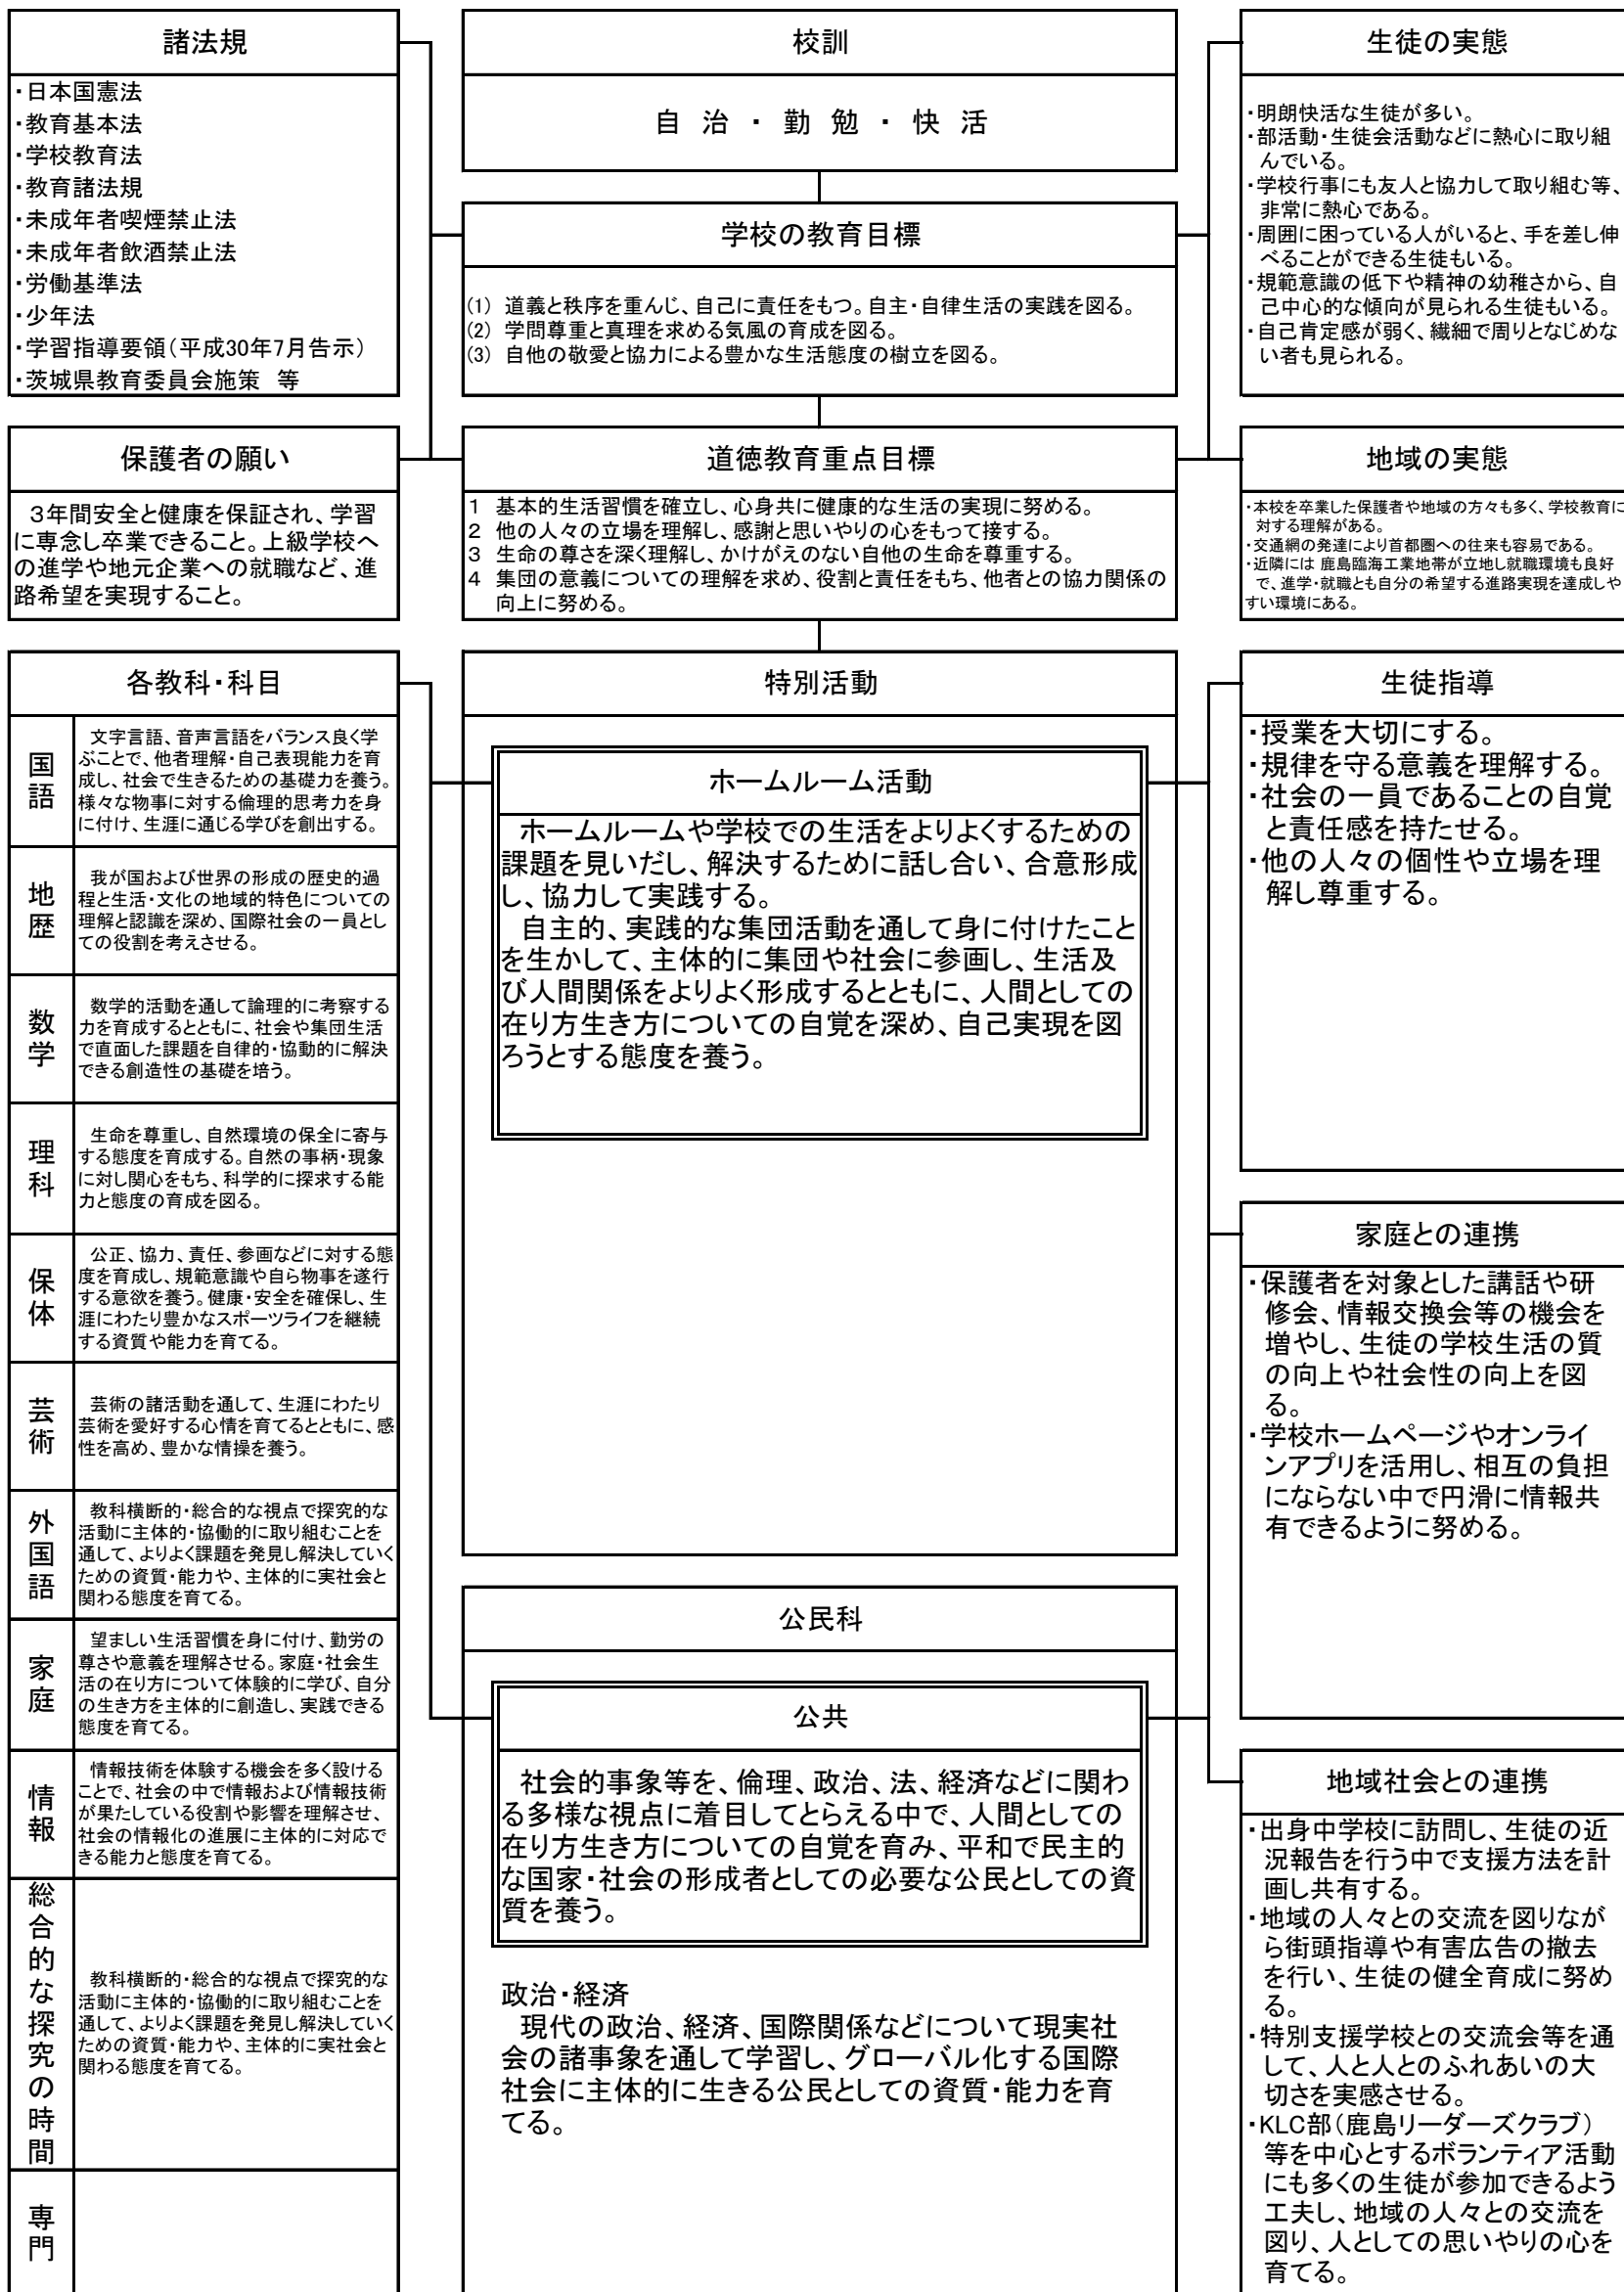 諸法規
・日本国憲法
・教育基本法
・学校教育法
・教育諸法規
・未成年者喫煙禁止法
・未成年者飲酒禁止法
・労働基準法
・少年法
・学習指導要領（平成30年7月告示）
・茨城県教育委員会施策　等
校訓
自　治　・　勤　勉　・　快　活
学校の教育目標
(1)　道義と秩序を重んじ、自己に責任をもつ。自主・自律生活の実践を図る。
(2)　学問尊重と真理を求める気風の育成を図る。
(3)　自他の敬愛と協力による豊かな生活態度の樹立を図る。
生徒の実態
・明朗快活な生徒が多い。
・部活動・生徒会活動などに熱心に取り組
んでいる。
・学校行事にも友人と協力して取り組む等、
非常に熱心である。
・周囲に困っている人がいると、手を差し伸
べることができる生徒もいる。
・規範意識の低下や精神の幼稚さから、自
己中心的な傾向が見られる生徒もいる。
・自己肯定感が弱く、繊細で周りとなじめな
い者も見られる。
保護者の願い
３年間安全と健康を保証され、学習
に専念し卒業できること。上級学校へ
の進学や地元企業への就職など、進
路希望を実現すること。
道徳教育重点目標
1　基本的生活習慣を確立し、心身共に健康的な生活の実現に努める。
2　他の人々の立場を理解し、感謝と思いやりの心をもって接する。
3　生命の尊さを深く理解し、かけがえのない自他の生命を尊重する。
4　集団の意義についての理解を求め、役割と責任をもち、他者との協力関係の
向上に努める。
地域の実態
・本校を卒業した保護者や地域の方々も多く、学校教育に
対する理解がある。
・交通網の発達により首都圏への往来も容易である。
・近隣には 鹿島臨海工業地帯が立地し就職環境も良好
で、進学・就職とも自分の希望する進路実現を達成しや
すい環境にある。
各教科・科目
国語
文字言語、音声言語をバランス良く学
ぶことで、他者理解・自己表現能力を育
成し、社会で生きるための基礎力を養う。
様々な物事に対する倫理的思考力を身
に付け、生涯に通じる学びを創出する。
地歴
我が国および世界の形成の歴史的過
程と生活・文化の地域的特色についての
理解と認識を深め、国際社会の一員とし
ての役割を考えさせる。
数学
数学的活動を通して論理的に考察する
力を育成するとともに、社会や集団生活
で直面した課題を自律的・協動的に解決
できる創造性の基礎を培う。
理科
生命を尊重し、自然環境の保全に寄与
する態度を育成する。自然の事柄・現象
に対し関心をもち、科学的に探求する能
力と態度の育成を図る。
保体
公正、協力、責任、参画などに対する態
度を育成し、規範意識や自ら物事を遂行
する意欲を養う。健康・安全を確保し、生
涯にわたり豊かなスポーツライフを継続
する資質や能力を育てる。
芸術
芸術の諸活動を通して、生涯にわたり
芸術を愛好する心情を育てるとともに、感
性を高め、豊かな情操を養う。
外国語
教科横断的・総合的な視点で探究的な
活動に主体的・協働的に取り組むことを
通して、よりよく課題を発見し解決していく
ための資質・能力や、主体的に実社会と
関わる態度を育てる。
家庭
望ましい生活習慣を身に付け、勤労の
尊さや意義を理解させる。家庭・社会生
活の在り方について体験的に学び、自分
の生き方を主体的に創造し、実践できる
態度を育てる。
情報
情報技術を体験する機会を多く設ける
ことで、社会の中で情報および情報技術
が果たしている役割や影響を理解させ、
社会の情報化の進展に主体的に対応で
きる能力と態度を育てる。
総合的な探究の時間
教科横断的・総合的な視点で探究的な
活動に主体的・協働的に取り組むことを
通して、よりよく課題を発見し解決していく
ための資質・能力や、主体的に実社会と
関わる態度を育てる。
専門
特別活動
ホームルーム活動
ホームルームや学校での生活をよりよくするための
課題を見いだし、解決するために話し合い、合意形成
し、協力して実践する。
自主的、実践的な集団活動を通して身に付けたこと
を生かして、主体的に集団や社会に参画し、生活及
び人間関係をよりよく形成するとともに、人間としての
在り方生き方についての自覚を深め、自己実現を図
ろうとする態度を養う。
公民科
公共
社会的事象等を、倫理、政治、法、経済などに関わ
る多様な視点に着目してとらえる中で、人間としての
在り方生き方についての自覚を育み、平和で民主的
な国家・社会の形成者としての必要な公民としての資
質を養う。
政治・経済
現代の政治、経済、国際関係などについて現実社
会の諸事象を通して学習し、グローバル化する国際
社会に主体的に生きる公民としての資質・能力を育
てる。
生徒指導
・授業を大切にする。
・規律を守る意義を理解する。
・社会の一員であることの自覚
と責任感を持たせる。
・他の人々の個性や立場を理
解し尊重する。
家庭との連携
・保護者を対象とした講話や研
修会、情報交換会等の機会を
増やし、生徒の学校生活の質
の向上や社会性の向上を図
る。
・学校ホームページやオンライ
ンアプリを活用し、相互の負担
にならない中で円滑に情報共
有できるように努める。
地域社会との連携
・出身中学校に訪問し、生徒の近
況報告を行う中で支援方法を計
画し共有する。
・地域の人々との交流を図りなが
ら街頭指導や有害広告の撤去
を行い、生徒の健全育成に努め
る。
・特別支援学校との交流会等を通
して、人と人とのふれあいの大
切さを実感させる。
・KLC部（鹿島リーダーズクラブ）
等を中心とするボランティア活動
にも多くの生徒が参加できるよう
工夫し、地域の人々との交流を
図り、人としての思いやりの心を
育てる。